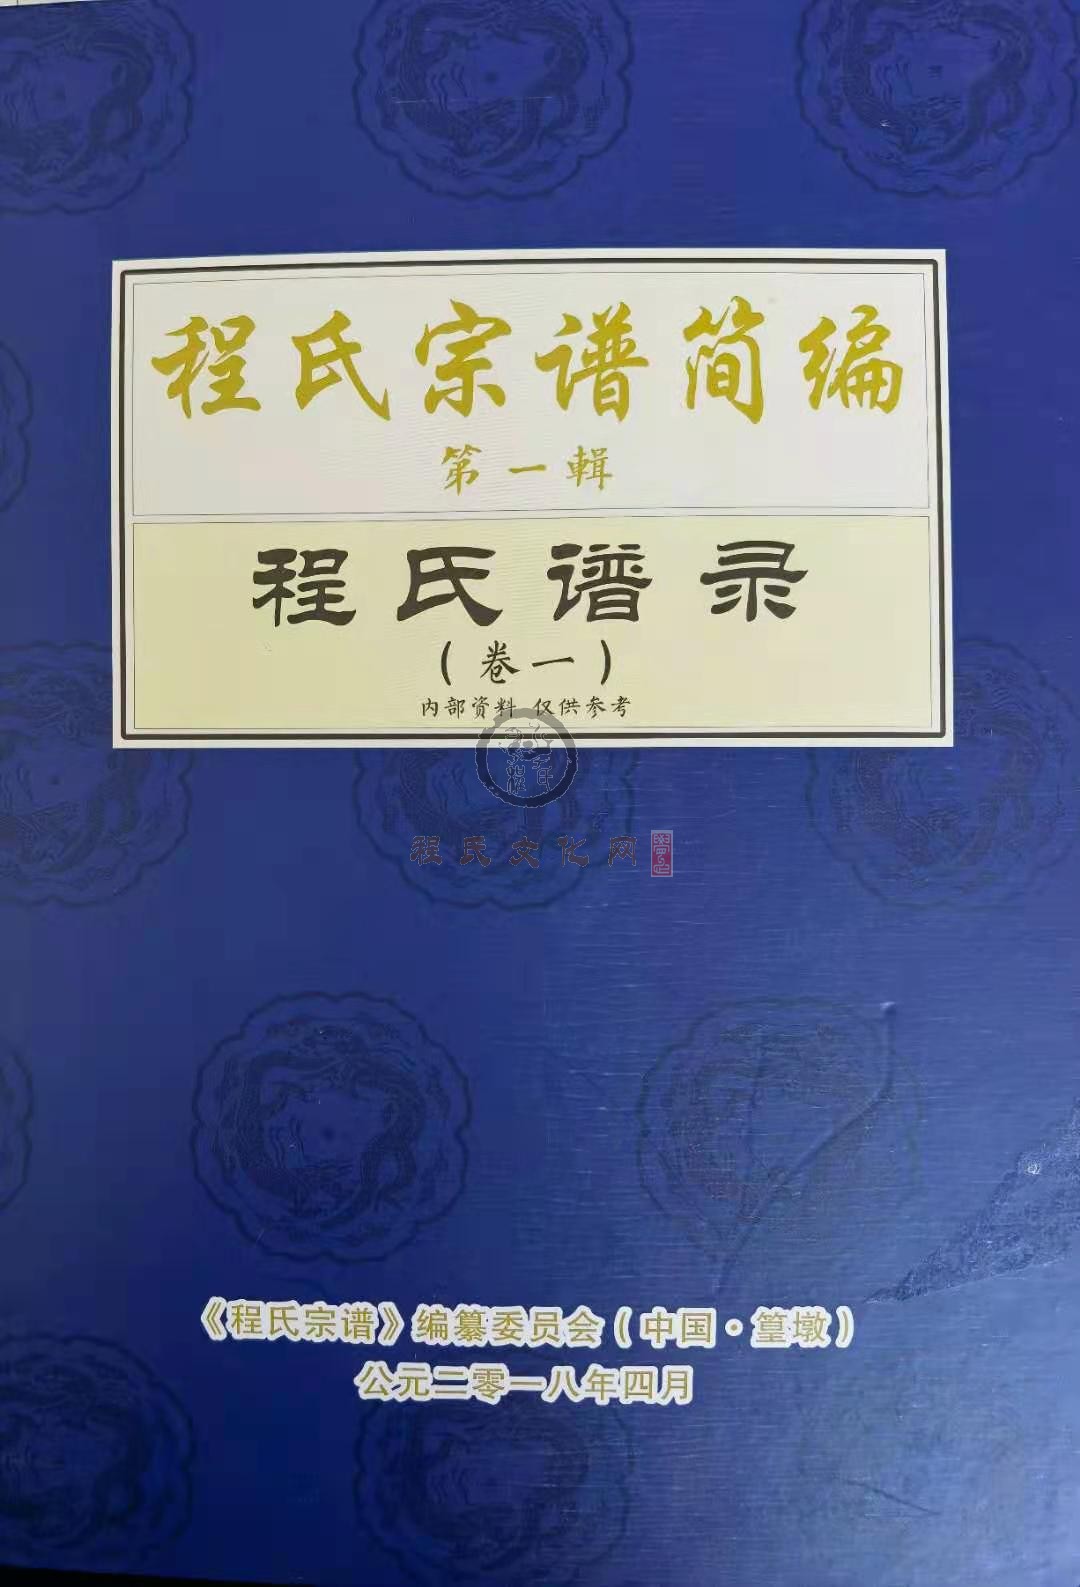 程氏宗谱简编
第一輯
程氏谱录
（卷一）
内部资料 仅供参考
程氏文化网
《程氏宗谱》编纂委员会（中国·篁墩）
公元二零一八年四月